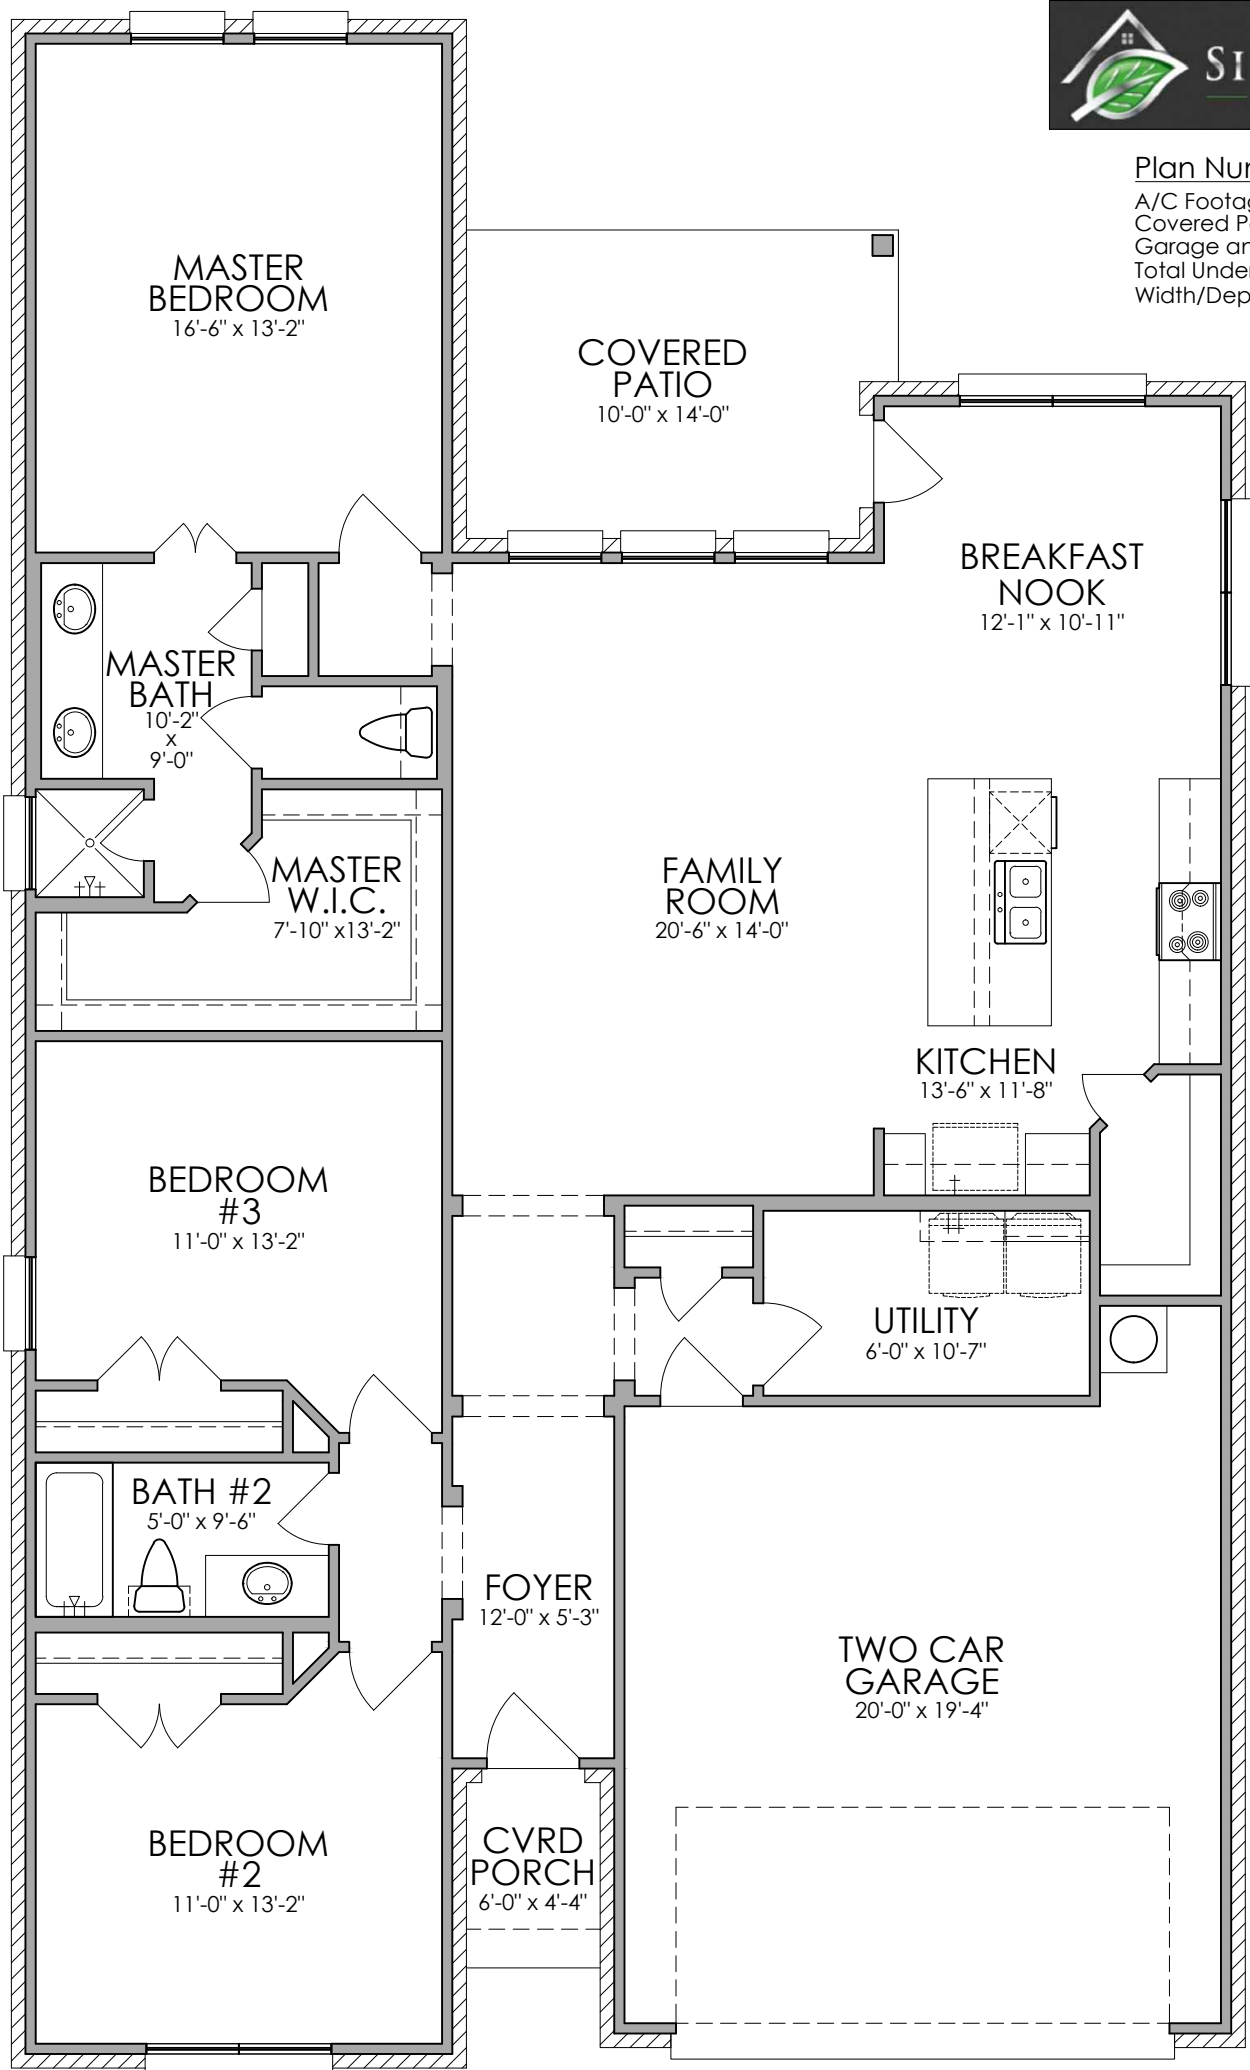 SI
Plan Nu
A/C Foota
Covered P
Garage an
Total Under
Width/Dep
MASTER
BEDROOM
16'-6" x 13'-2"
COVERED
PATIO
10'-0" x 14'-0"
BREAKFAST
NOOK
12'-1" x 10'-11"
MASTER
BATH
10'-2"
x
9'-0"
MASTER
W.I.C.
7'-10" x13'-2"
FAMILY
ROOM
20'-6" x 14'-0"
KITCHEN
13'-6" x 11'-8"
BEDROOM
#3
11'-0" x 13'-2"
UTILITY
6'-0" x 10'-7"
BATH #2
5'-0" x 9'-6"
FOYER
12'-0" x 5'-3"
TWO CAR
GARAGE
20'-0" x 19'-4"
BEDROOM
#2
11'-0" x 13'-2"
CVRD
PORCH
6'-0" x 4'-4"